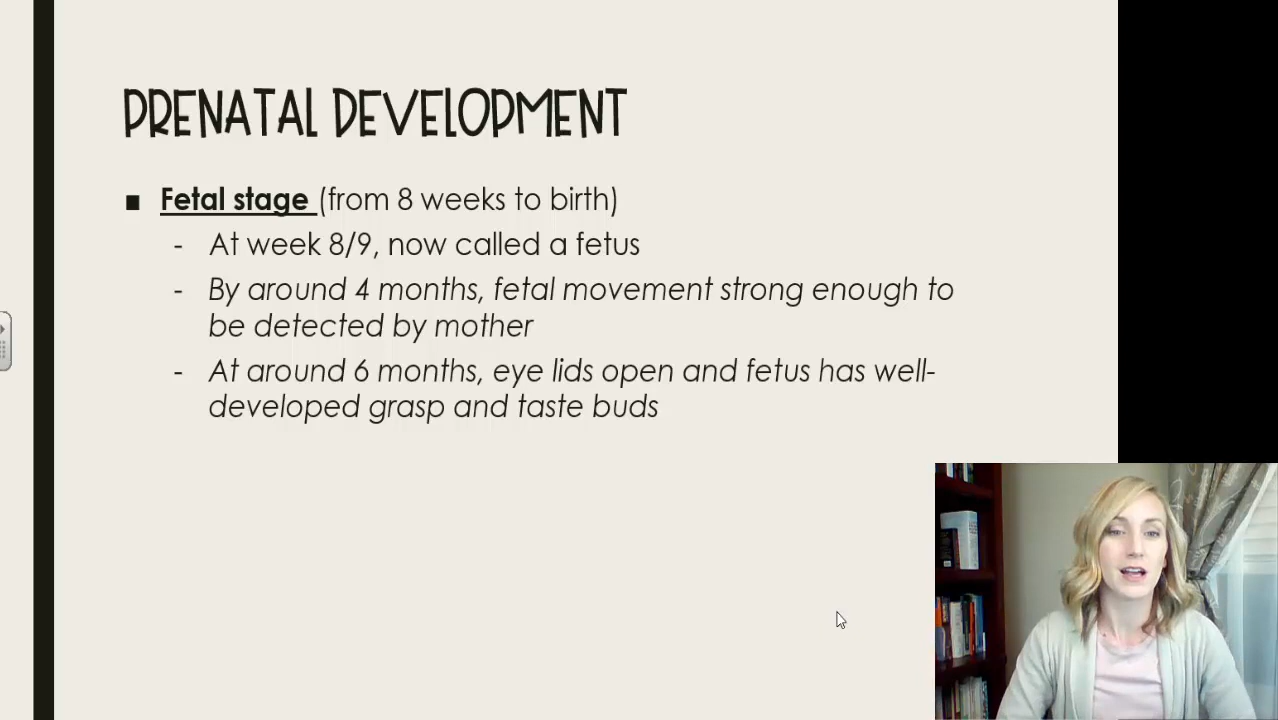 PRENATAL DEVELOPMENT
■ Fetal stage (from 8 weeks to birth)
- At week 8/9, now called a fetus
- By around 4 months, fetal movement strong enough to
be detected by mother
- At around 6 months, eye lids open and fetus has well-
developed grasp and taste buds